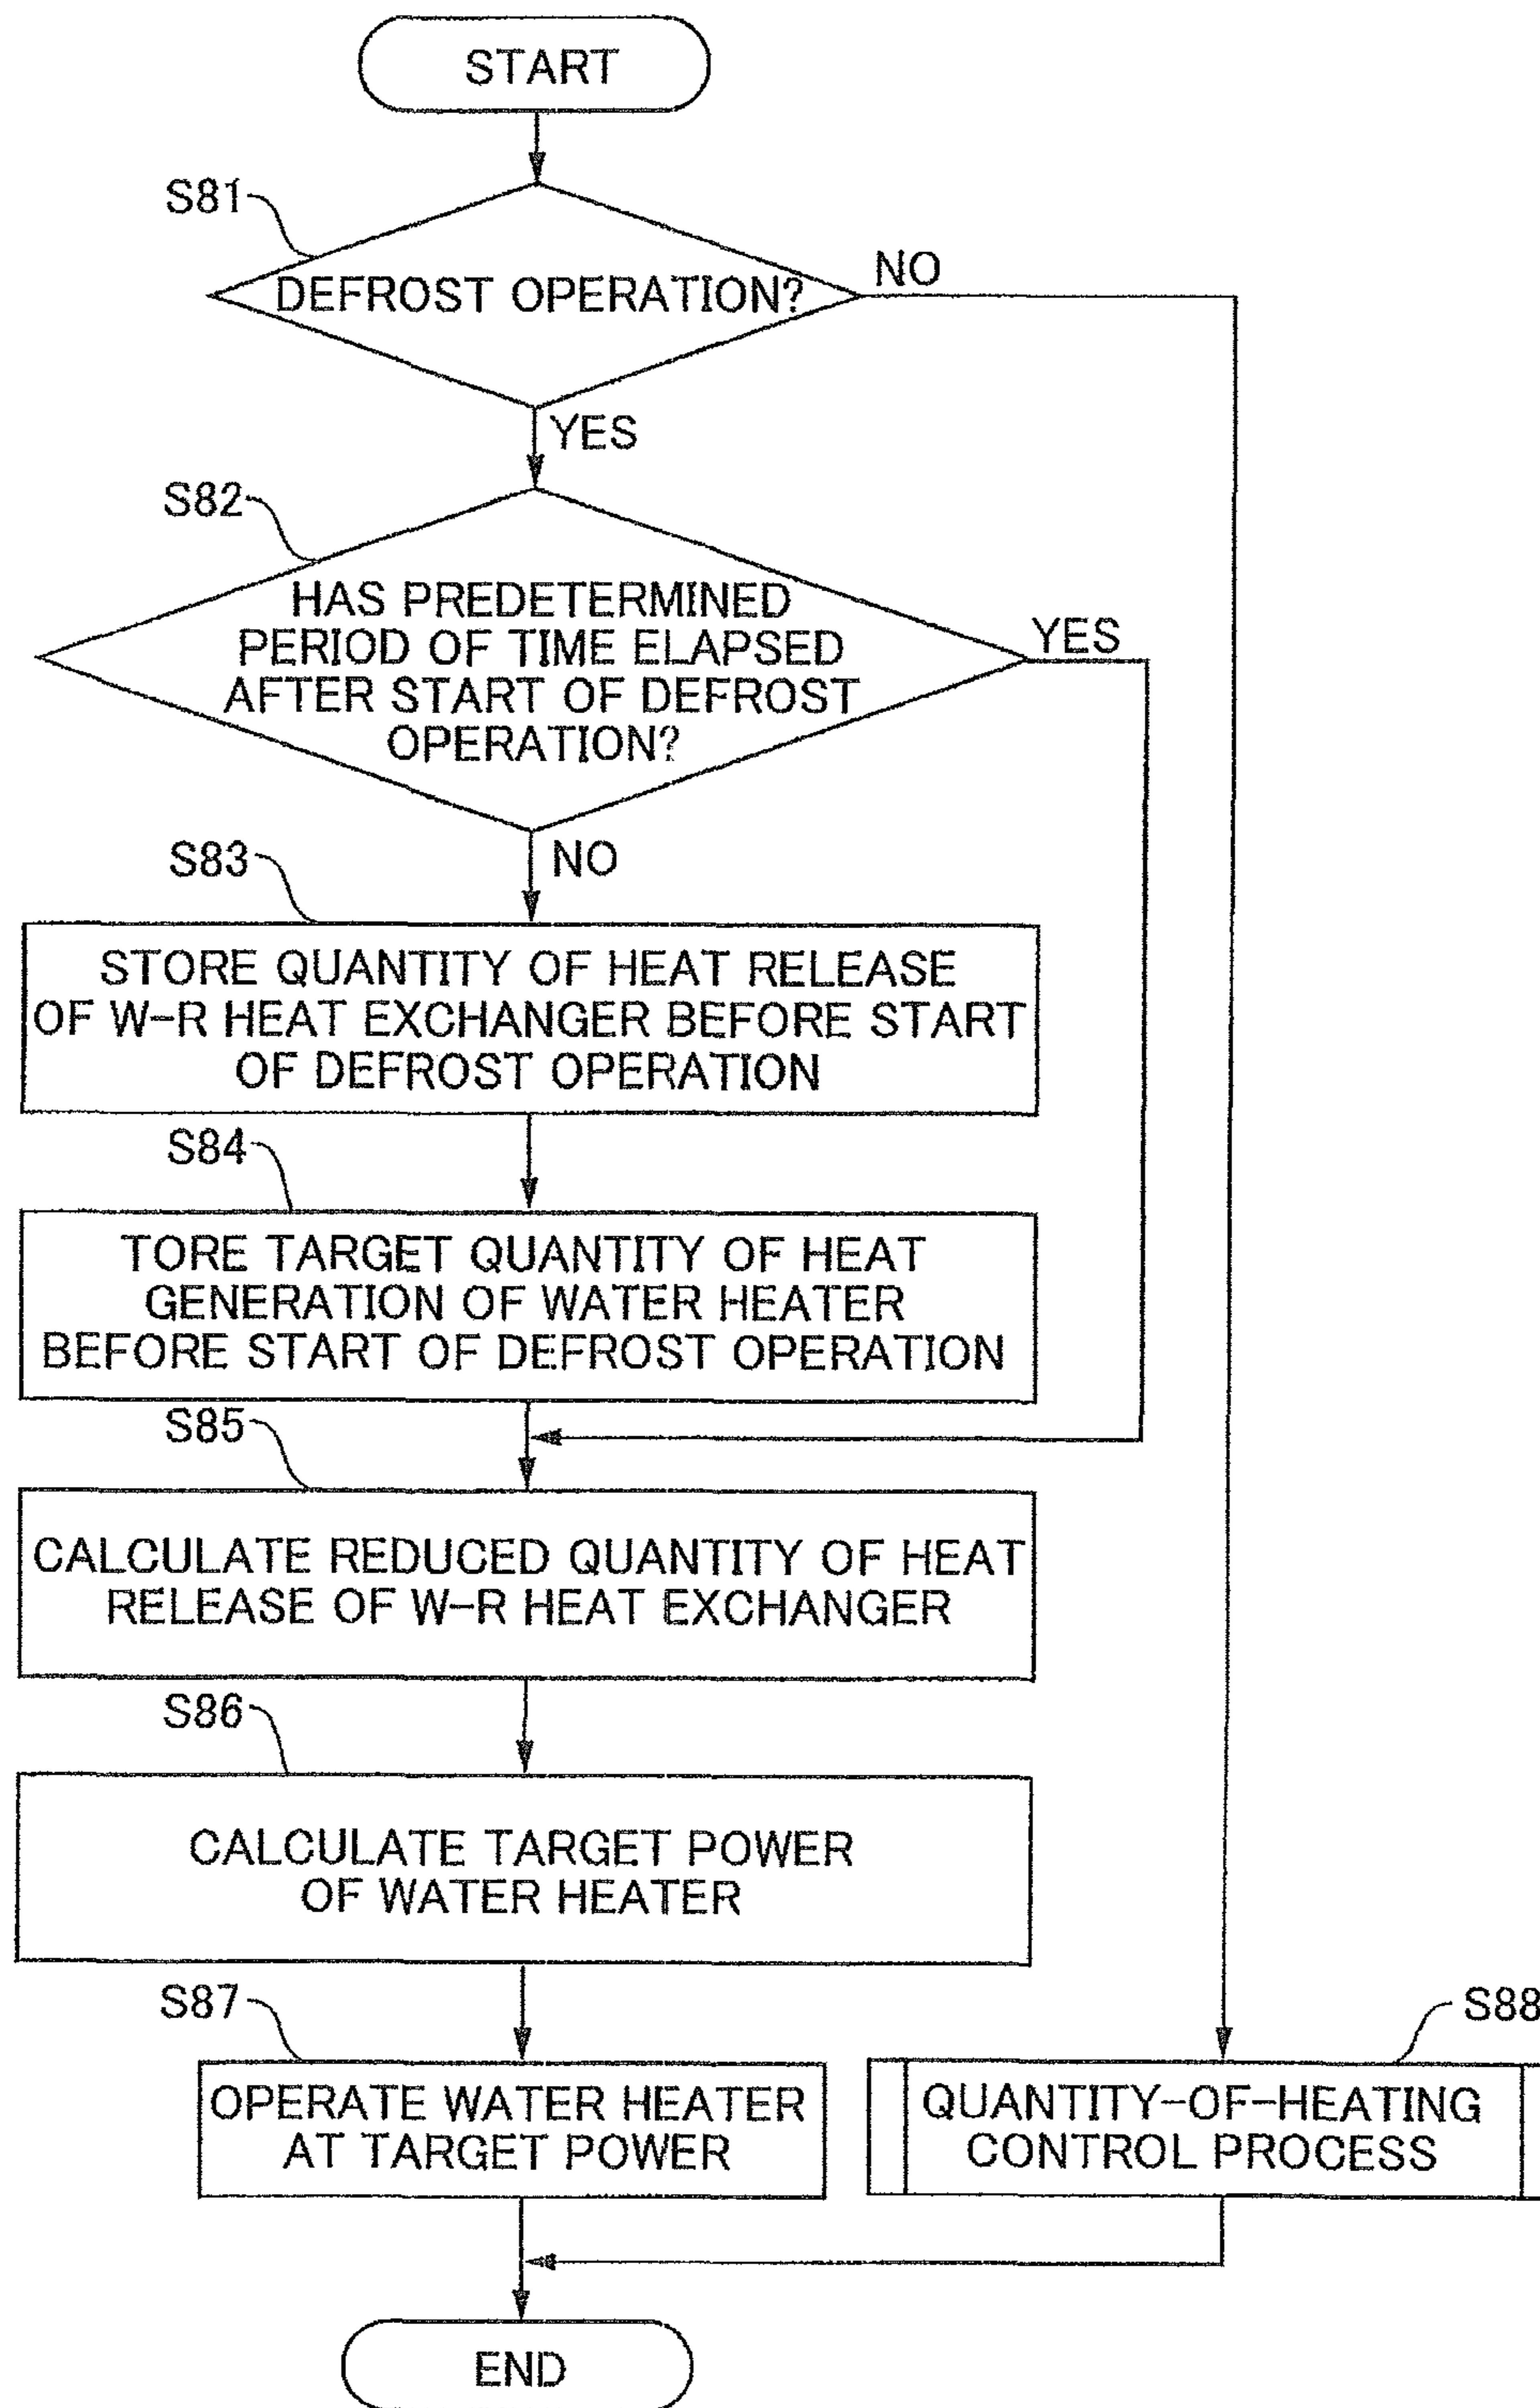 START
S81
DEFROST OPERATION?
NO
YES
S82
HAS PREDETERMINED
PERIOD OF TIME ELAPSED
AFTER START OF DEFROST
OPERATION?
YES
NO
S83
STORE QUANTITY OF HEAT RELEASE
OF W-R HEAT EXCHANGER BEFORE START
OF DEFROST OPERATION
S84
TORE TARGET QUANTITY OF HEAT
GENERATION OF WATER HEATER
BEFORE START OF DEFROST OPERATION
S85
CALCULATE REDUCED QUANTITY OF HEAT
RELEASE OF W-R HEAT EXCHANGER
S86
CALCULATE TARGET POWER
OF WATER HEATER
S87
OPERATE WATER HEATER
AT TARGET POWER
S88
QUANTITY-OF-HEATING
CONTROL PROCESS
END